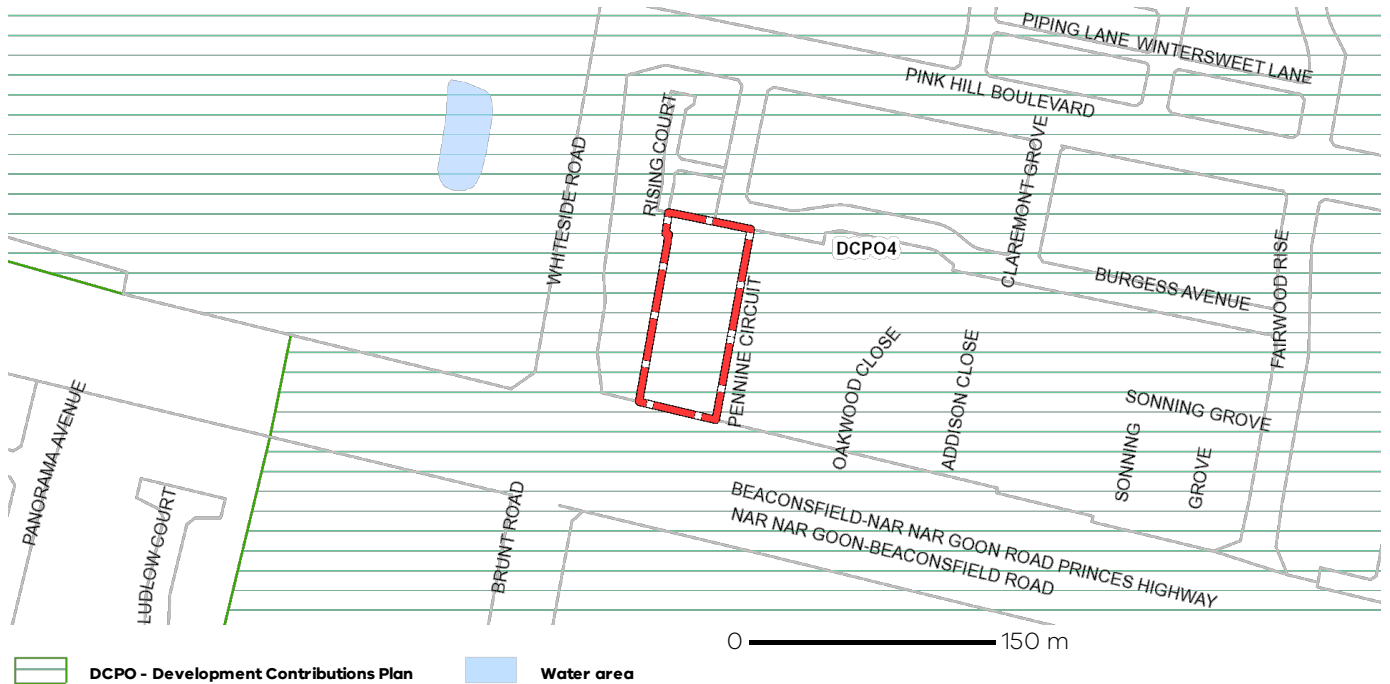 PIPING LANE WINTERSWEET LANE
PINK HILL BOULEVARD
RISING COURT
WHITESIDE ROAD
CLAREMONT GROVE
DCPO4
BURGESS AVENUE
FAIRWOOD RISE
PENNINE CIRCUIT
OAKWOOD CLOSE
ADDISON CLOSE
SONNING GROVE
SONNING
GROVE
PANORAMA AVENUE
LUDLOW COURT
BRUNT ROAD
BEACONSFIELD-NAR NAR GOON ROAD PRINCES HIGHWAY
NAR NAR GOON-BEACONSFIELD ROAD
0 150 m
DCPO - Development Contributions Plan
Water area